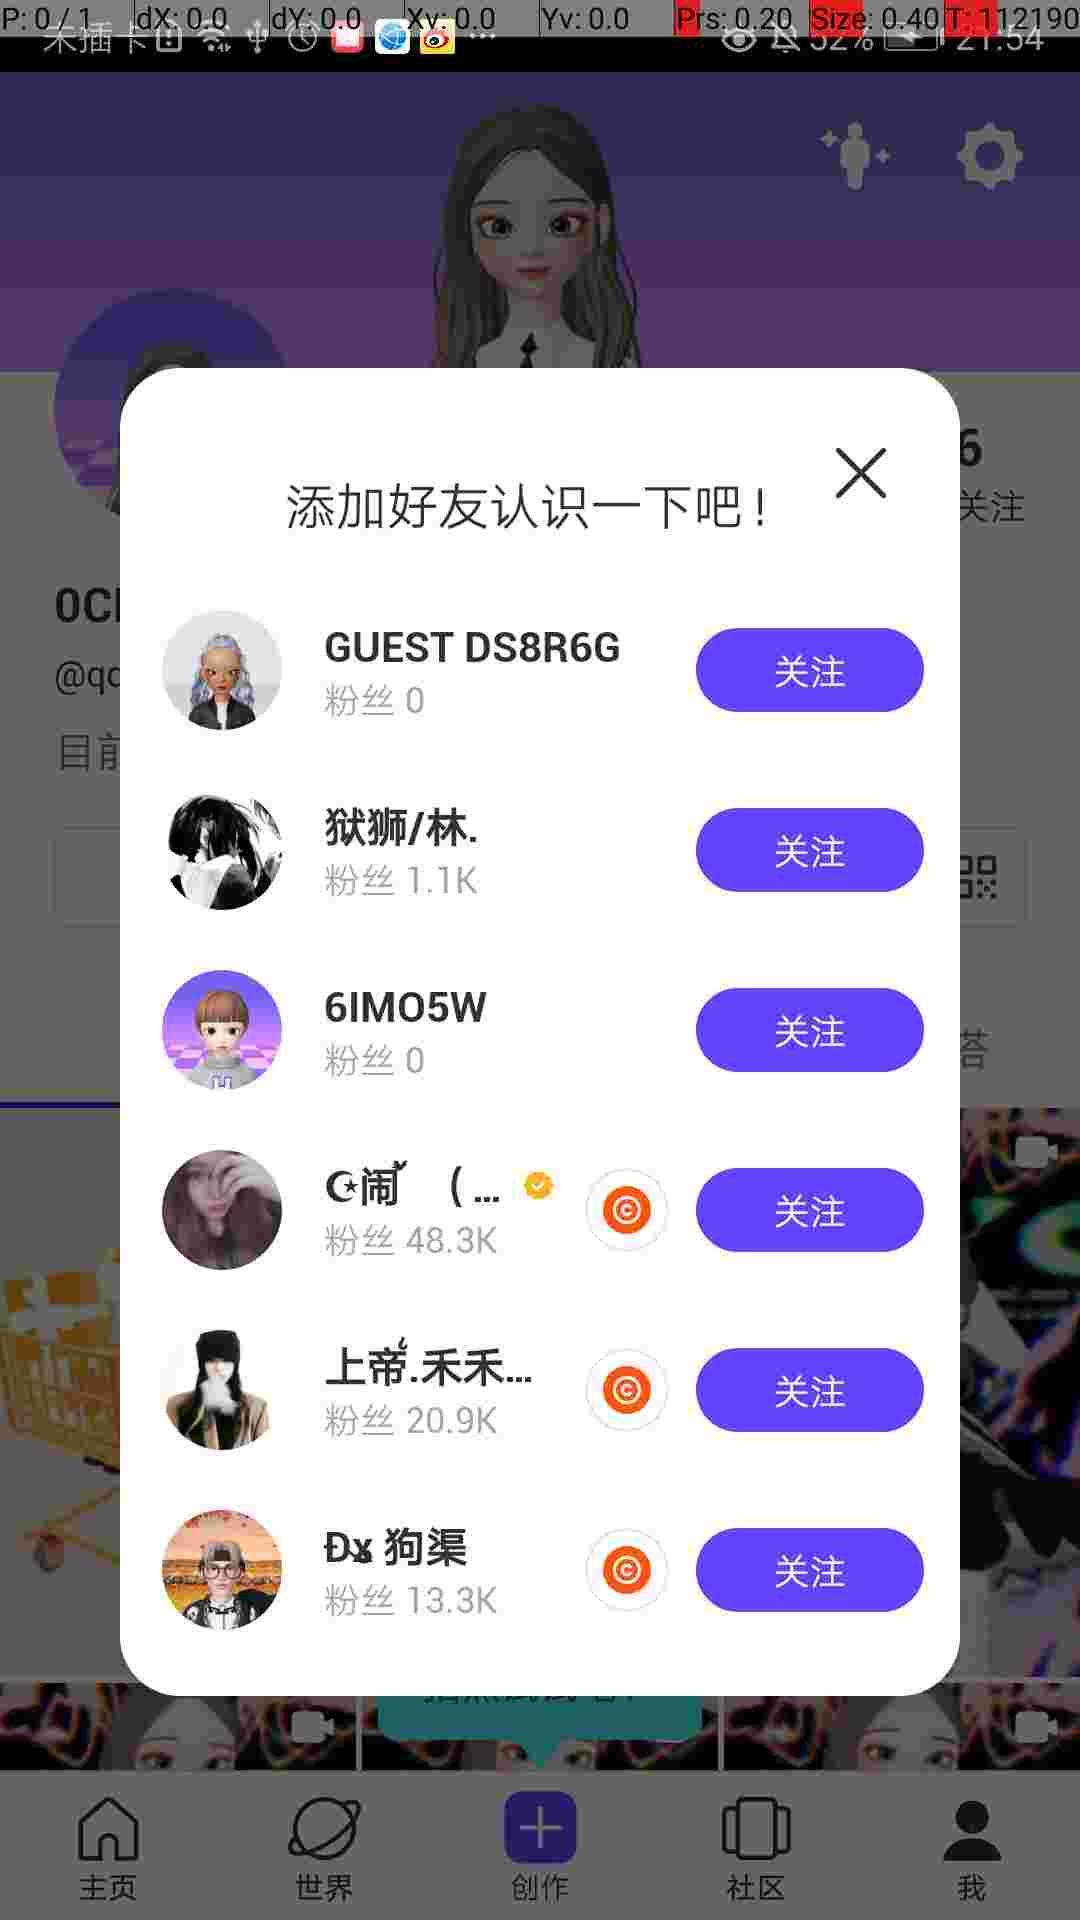 P: 0 / 1 dX: 0.0 dY: 0.0 Xv: 0.0 Yv: 0.0 Prs: 0.20 Size: 0.40 T: 112190
未插卡 52% 21:54
6
关注
添加好友认识一下吧!
GUEST DS8R6G
粉丝 0
关注
狱狮/林.
粉丝 1.1K
关注
6IMO5W
粉丝 0
关注
☪闹 ( ...
粉丝 48.3K
关注
上帝.禾禾...
粉丝 20.9K
关注
狗渠
粉丝 13.3K
关注
0C
@qc
目前
答
主页
世界
创作
社区
我